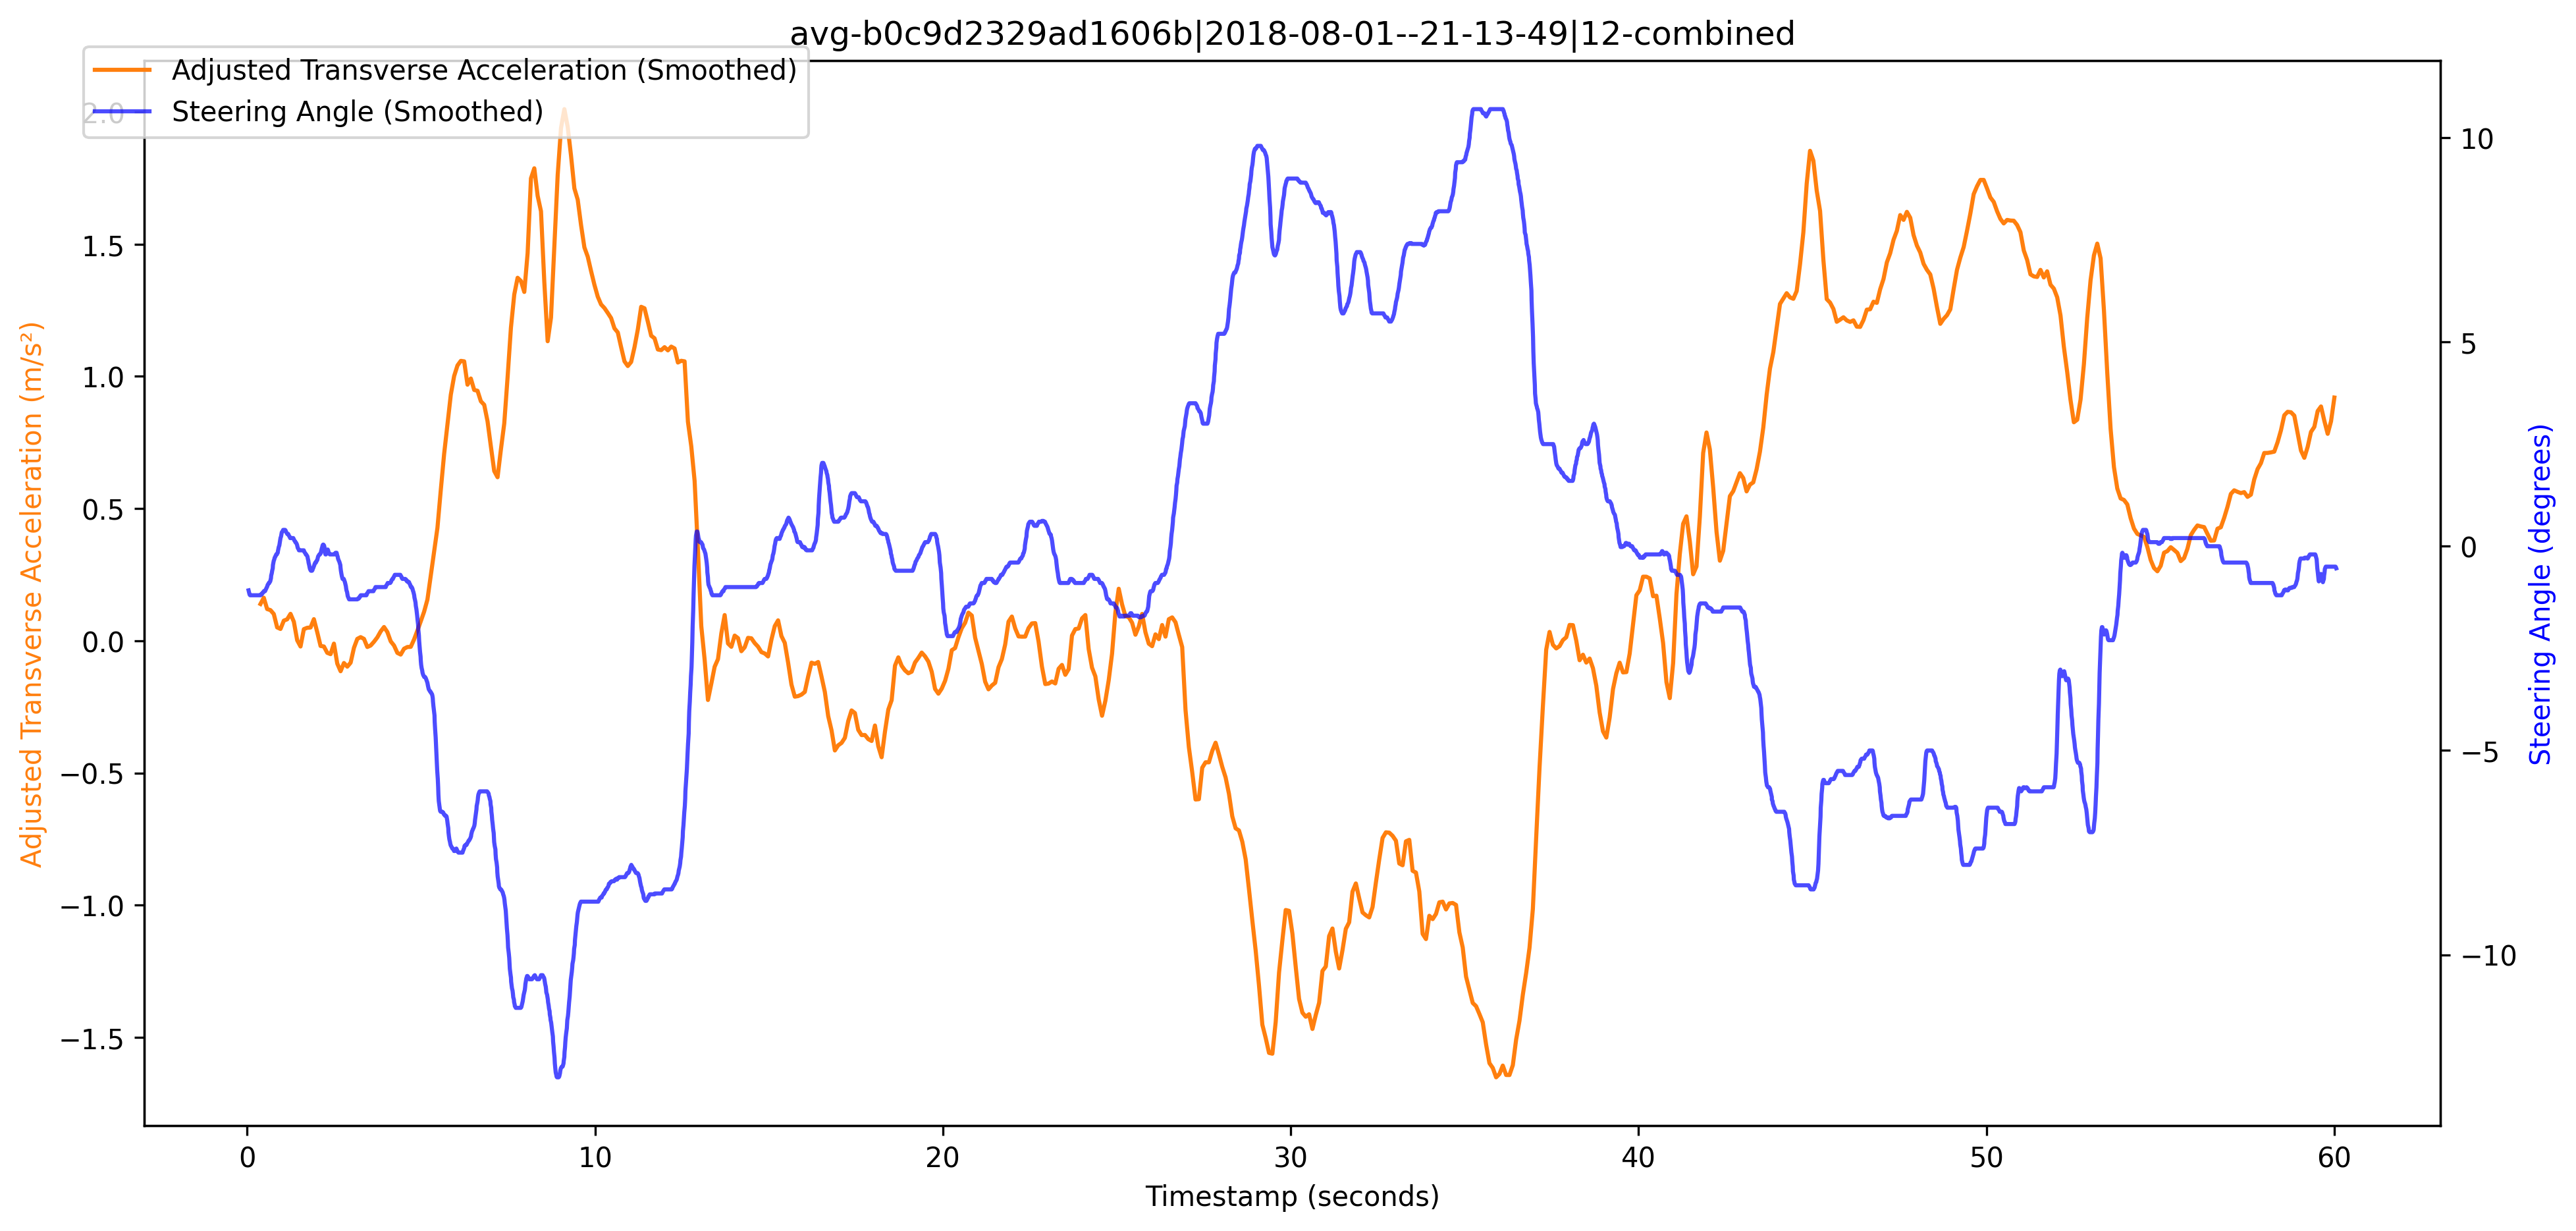 avg-b0c9d2329ad1606b|2018-08-01--21-13-49|12-combined
Adjusted Transverse Acceleration (Smoothed)
Steering Angle (Smoothed)
Adjusted Transverse Acceleration (m/s²)
2.0
1.5
1.0
0.5
0.0
−0.5
−1.0
−1.5
10
5
0
−5
−10
Steering Angle (degrees)
0 10 20 30 40 50 60
Timestamp (seconds)